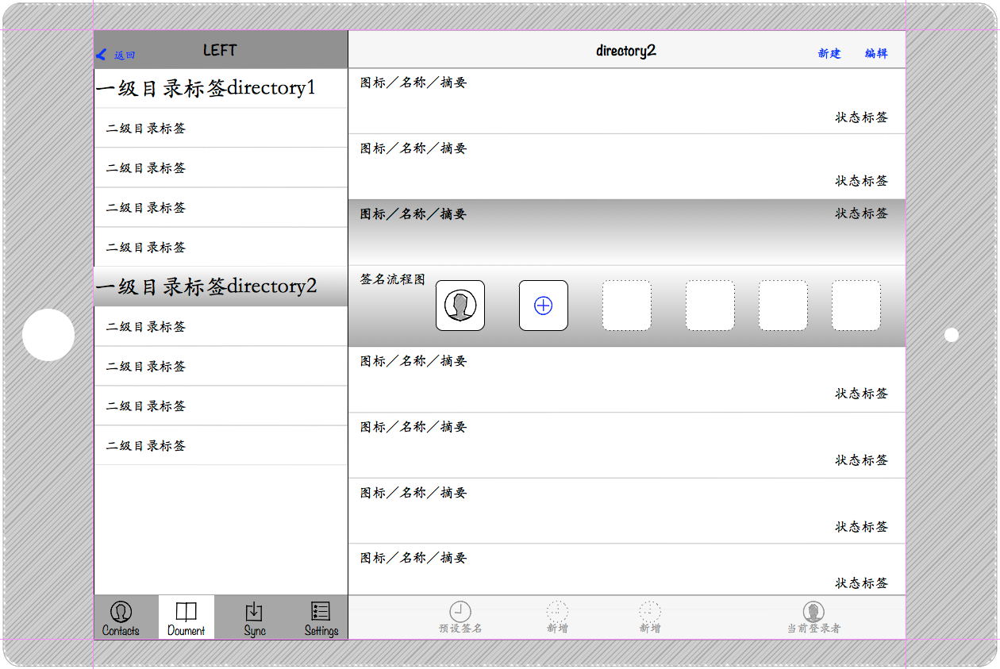 返回
LEFT
一级目录标签directory1
二级目录标签
二级目录标签
二级目录标签
二级目录标签
一级目录标签directory2
二级目录标签
二级目录标签
二级目录标签
二级目录标签
Contacts
Doument
Sync
Settings
directory2
新建
编辑
图标／名称／摘要
状态标签
图标／名称／摘要
状态标签
图标／名称／摘要
状态标签
签名流程图
图标／名称／摘要
状态标签
图标／名称／摘要
状态标签
图标／名称／摘要
状态标签
图标／名称／摘要
状态标签
预设签名
新增
新增
当前登录者